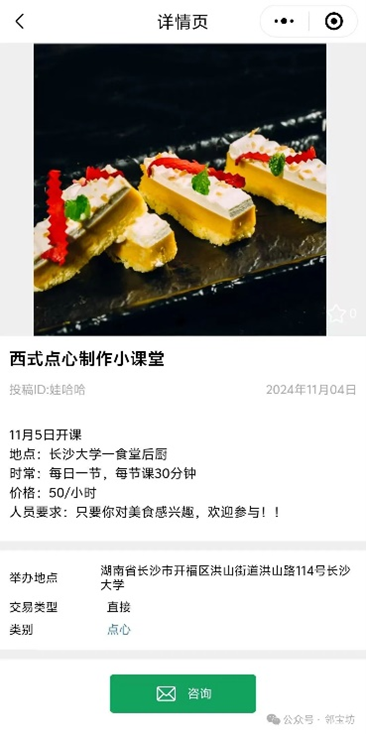 详情页
0
西式点心制作小课堂
投稿ID:娃哈哈 2024年11月04日
11月5日开课
地点：长沙大学一食堂后厨
时常：每日一节，每节课30分钟
价格：50/小时
人员要求：只要你对美食感兴趣，欢迎参与！！
举办地点 湖南省长沙市开福区洪山街道洪山路114号长沙
大学
交易类型 直接
类别 点心
咨询
公众号·邻宝坊